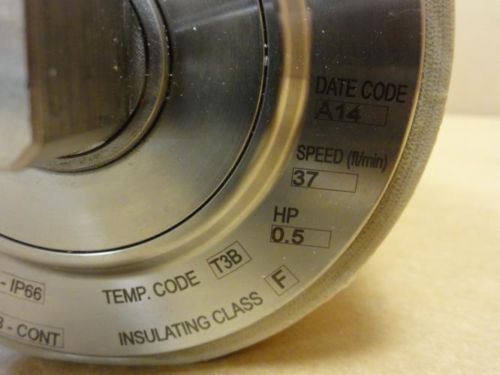 DATE CODE
A14
SPEED (ft/min)
37
HP
0.5
TEMP. CODE T3B
INSULATING CLASS F
- IP66
- CONT